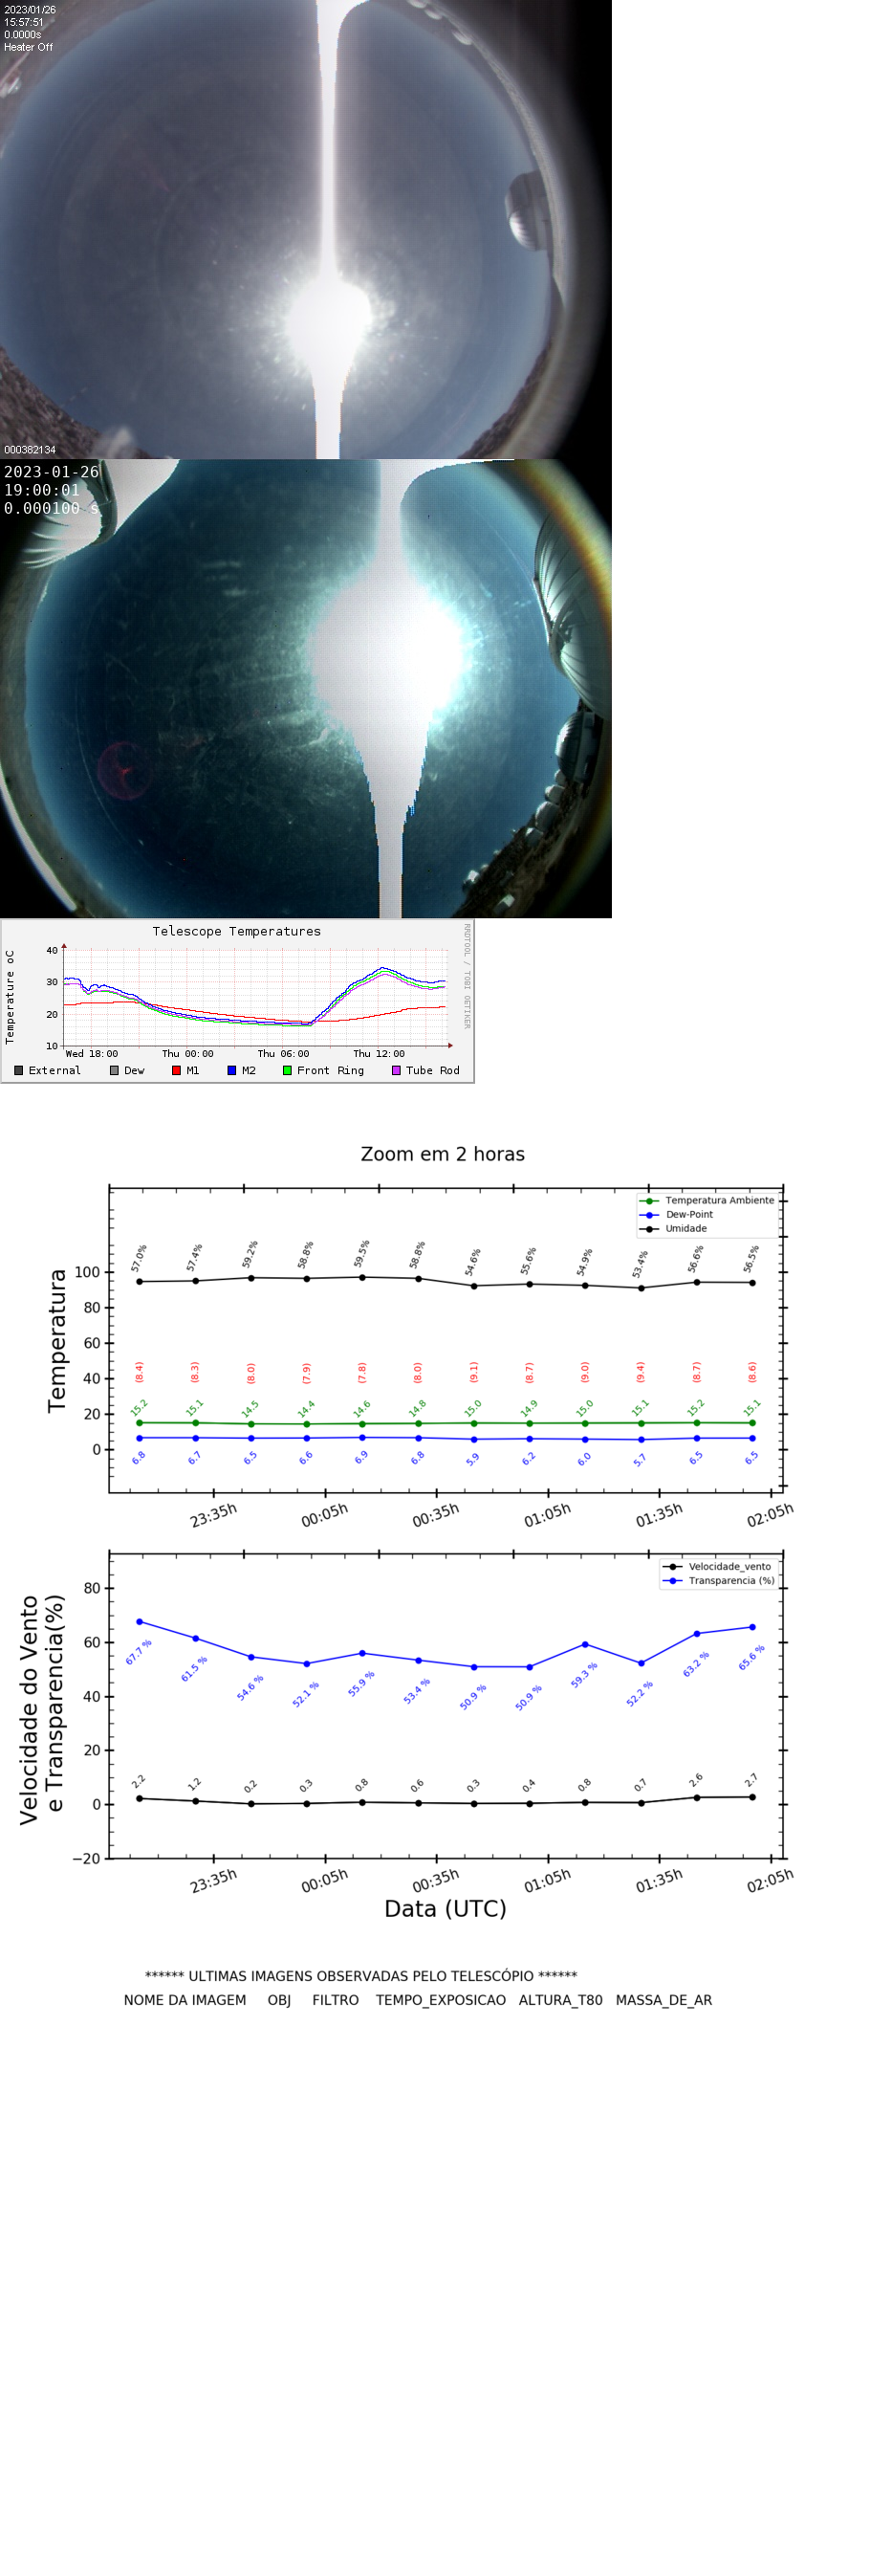 2023/01/26
15:57:51
0.0000s
Heater Off
000382134
2023-01-26
19:00:01
0.000100 s
Telescope Temperatures
RRDTOOL / TOBI OETIKER
Temperature oC
40
30
20
10
Wed 18:00 Thu 00:00 Thu 06:00 Thu 12:00
External Dew M1 M2 Front Ring Tube Rod
Zoom em 2 horas
Temperatura Ambiente
Dew-Point
Umidade
Temperatura
100
80
60
40
20
0
57.0% 57.4% 59.2% 58.8% 59.5% 58.8% 54.6% 55.6% 54.9% 53.4% 56.6% 56.5%
(8.4) (8.3) (8.0) (7.9) (7.8) (8.0) (9.1) (8.7) (9.0) (9.4) (8.7) (8.6)
15.2 15.1 14.5 14.4 14.6 14.8 15.0 14.9 15.0 15.1 15.2 15.1
6.8 6.7 6.5 6.6 6.9 6.8 5.9 6.2 6.0 5.7 6.5 6.5
23:35h 00:05h 00:35h 01:05h 01:35h 02:05h
Velocidade_vento
Transparencia (%)
Velocidade do Vento
e Transparencia(%)
80
60
40
20
0
−20
67.7 % 61.5 % 54.6 % 52.1 % 55.9 % 53.4 % 50.9 % 50.9 % 59.3 % 52.2 % 63.2 % 65.6 %
2.2 1.2 0.2 0.3 0.8 0.6 0.3 0.4 0.8 0.7 2.6 2.7
23:35h 00:05h 00:35h 01:05h 01:35h 02:05h
Data (UTC)
****** ULTIMAS IMAGENS OBSERVADAS PELO TELESCÓPIO ******
NOME DA IMAGEM OBJ FILTRO TEMPO_EXPOSICAO ALTURA_T80 MASSA_DE_AR